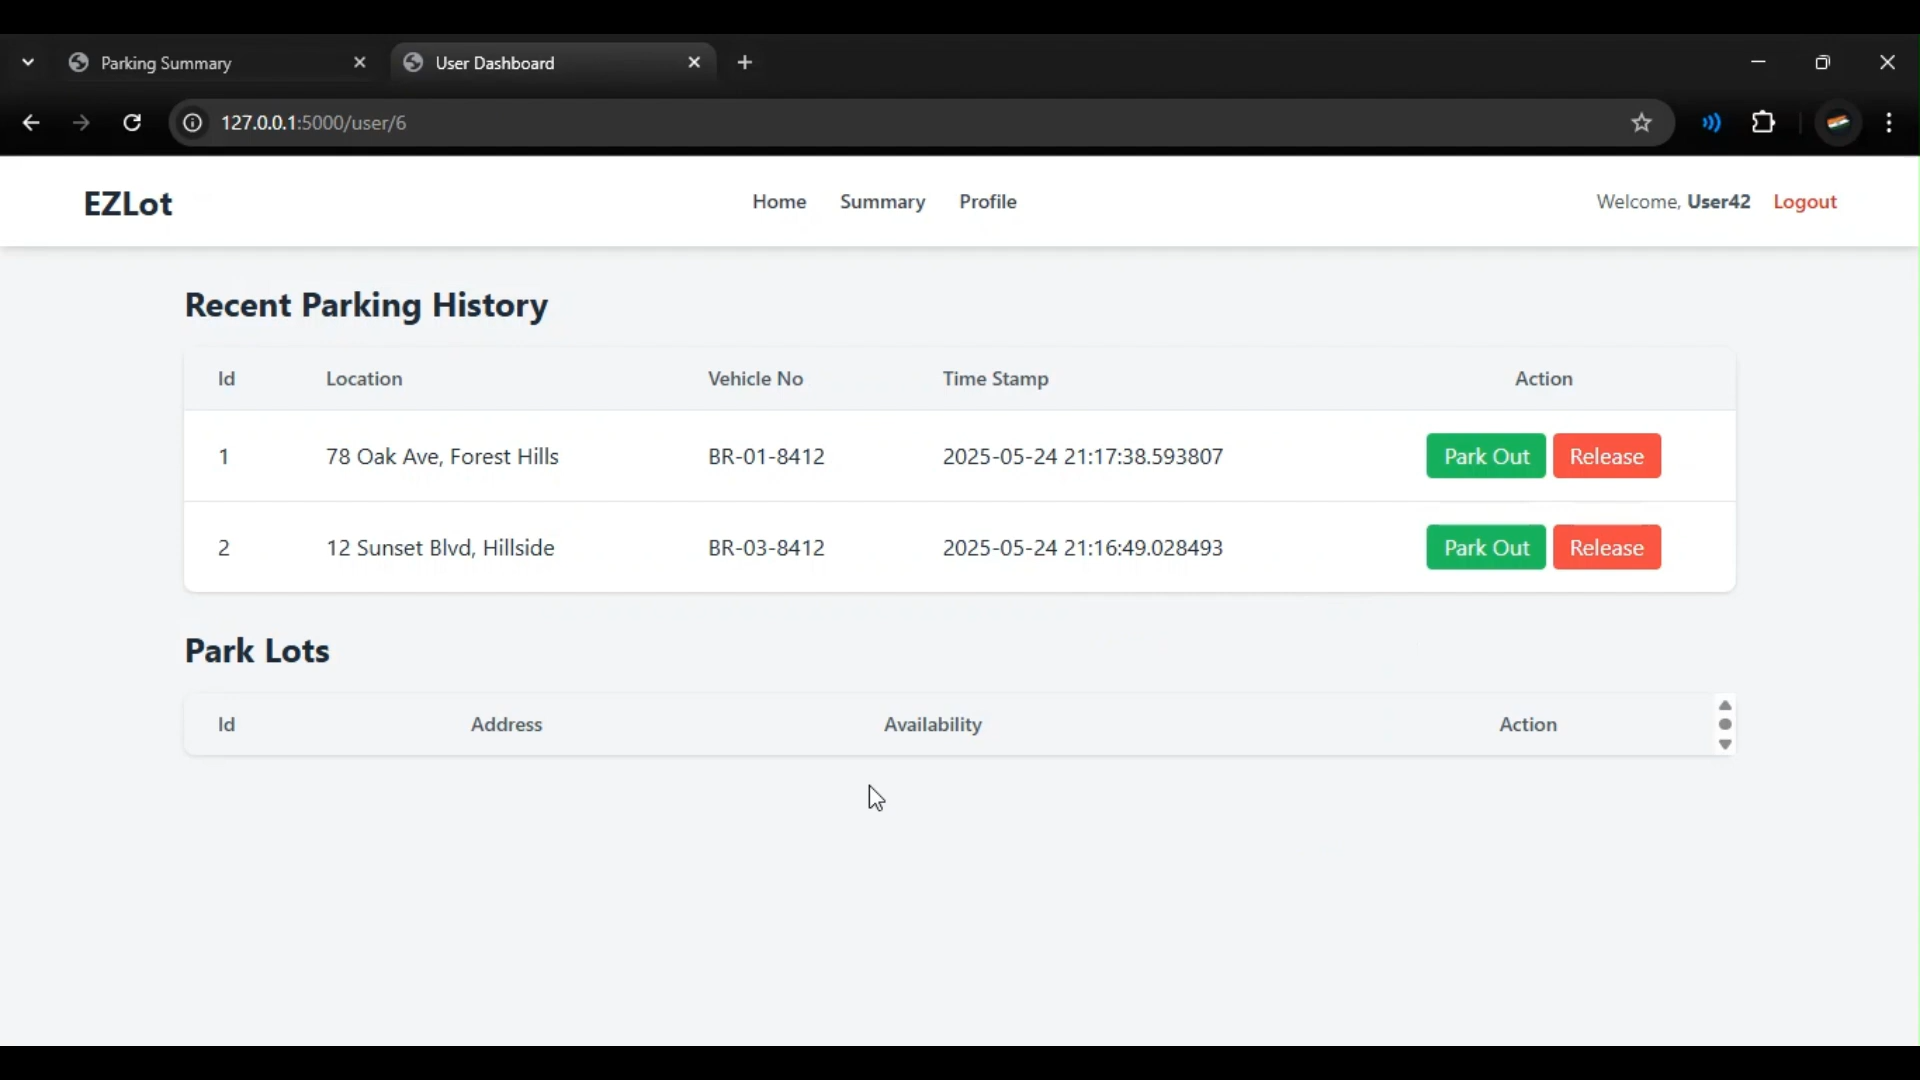 Parking Summary
User Dashboard
127.0.0.1:5000/user/6
EZLot
Home Summary Profile
Welcome, User42 Logout
Recent Parking History
Id Location Vehicle No Time Stamp Action
1 78 Oak Ave, Forest Hills BR-01-8412 2025-05-24 21:17:38.593807 Park Out Release
2 12 Sunset Blvd, Hillside BR-03-8412 2025-05-24 21:16:49.028493 Park Out Release
Park Lots
Id Address Availability Action